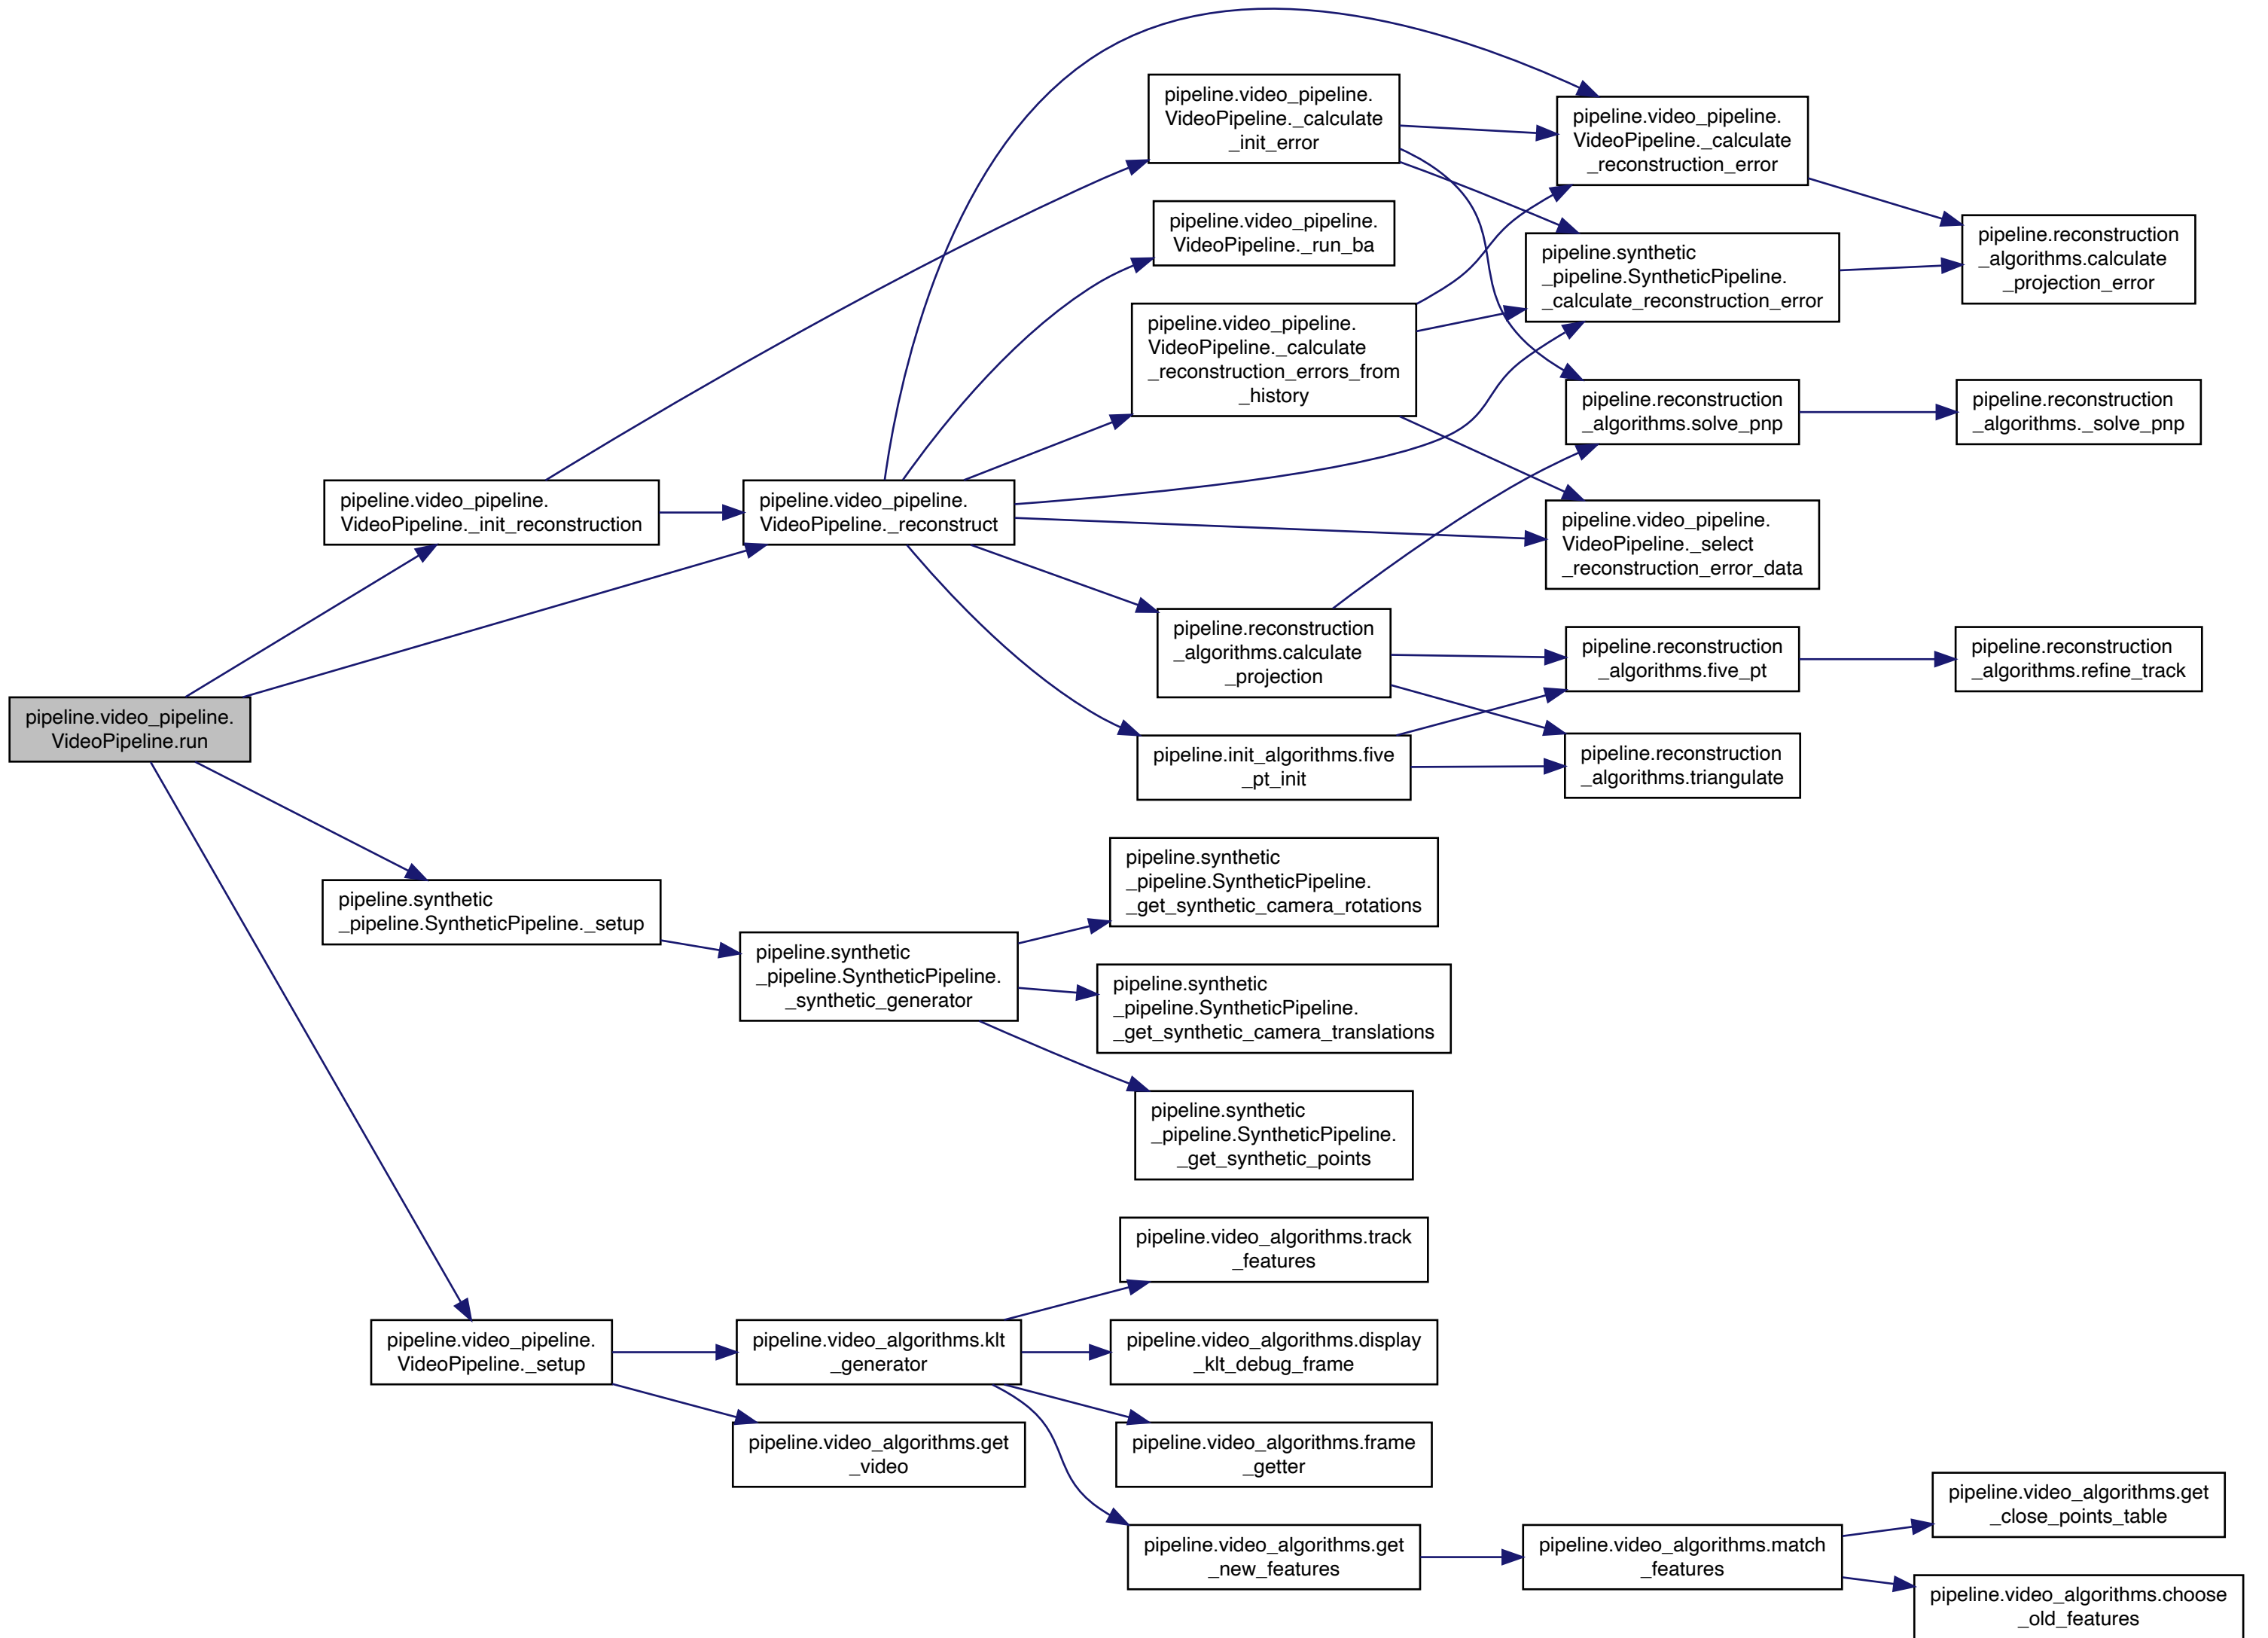 pipeline.video_pipeline.
VideoPipeline._calculate
_init_error
pipeline.video_pipeline.
VideoPipeline._calculate
_reconstruction_error
pipeline.video_pipeline.
VideoPipeline._run_ba
pipeline.reconstruction
_algorithms.calculate
_projection_error
pipeline.synthetic
_pipeline.SyntheticPipeline.
_calculate_reconstruction_error
pipeline.video_pipeline.
VideoPipeline._calculate
_reconstruction_errors_from
_history
pipeline.reconstruction
_algorithms.solve_pnp
pipeline.reconstruction
_algorithms._solve_pnp
pipeline.video_pipeline.
VideoPipeline._init_reconstruction
pipeline.video_pipeline.
VideoPipeline._reconstruct
pipeline.video_pipeline.
VideoPipeline._select
_reconstruction_error_data
pipeline.reconstruction
_algorithms.calculate
_projection
pipeline.reconstruction
_algorithms.five_pt
pipeline.reconstruction
_algorithms.refine_track
pipeline.video_pipeline.
VideoPipeline.run
pipeline.init_algorithms.five
_pt_init
pipeline.reconstruction
_algorithms.triangulate
pipeline.synthetic
_pipeline.SyntheticPipeline.
_get_synthetic_camera_rotations
pipeline.synthetic
_pipeline.SyntheticPipeline._setup
pipeline.synthetic
_pipeline.SyntheticPipeline.
_synthetic_generator
pipeline.synthetic
_pipeline.SyntheticPipeline.
_get_synthetic_camera_translations
pipeline.synthetic
_pipeline.SyntheticPipeline.
_get_synthetic_points
pipeline.video_algorithms.track
_features
pipeline.video_pipeline.
VideoPipeline._setup
pipeline.video_algorithms.klt
_generator
pipeline.video_algorithms.display
_klt_debug_frame
pipeline.video_algorithms.get
_video
pipeline.video_algorithms.frame
_getter
pipeline.video_algorithms.get
_new_features
pipeline.video_algorithms.match
_features
pipeline.video_algorithms.get
_close_points_table
pipeline.video_algorithms.choose
_old_features